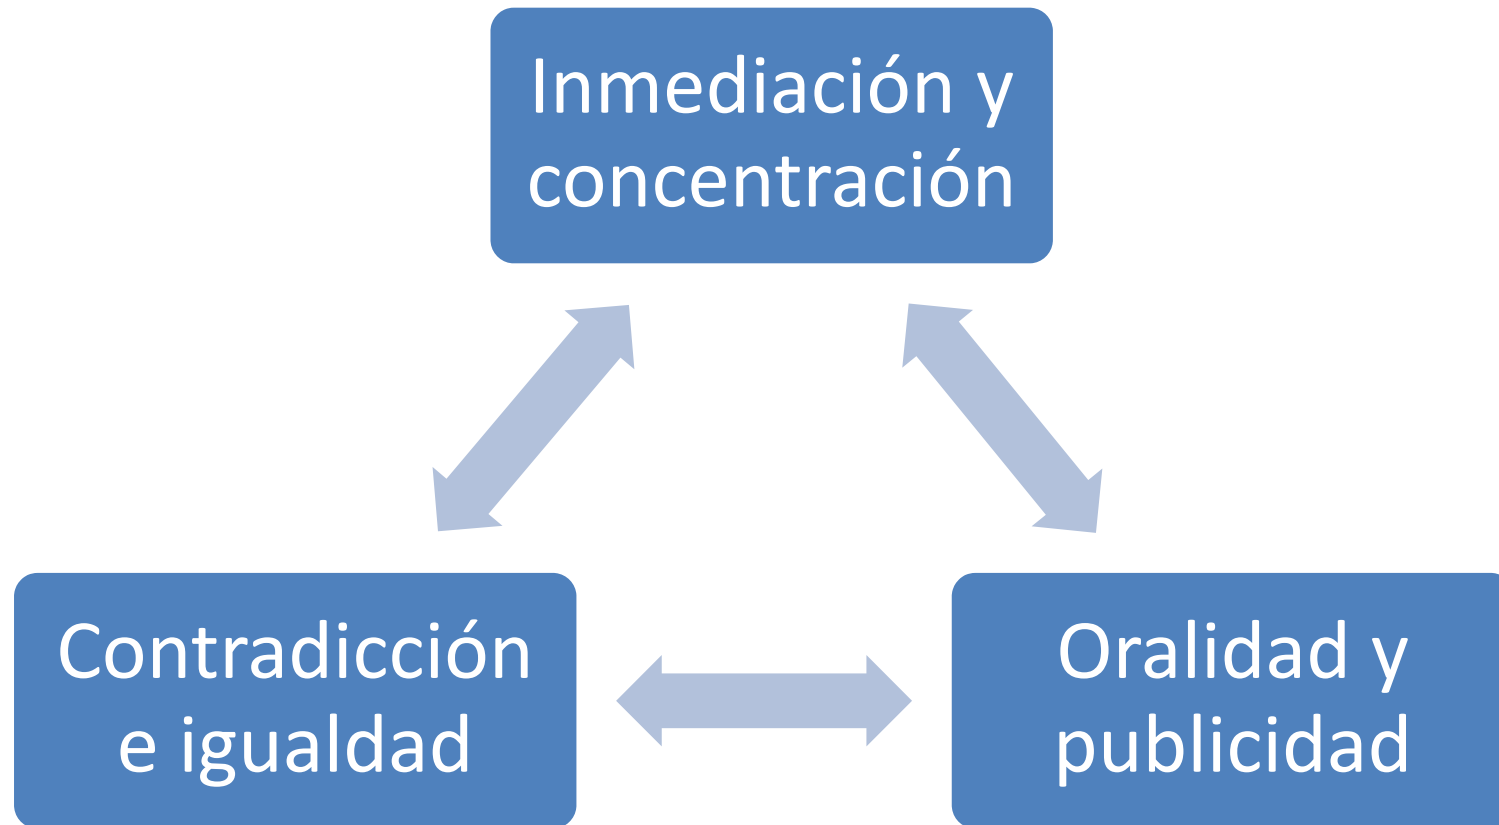 Inmediación y
concentración
Contradicción
e igualdad
Oralidad y
publicidad